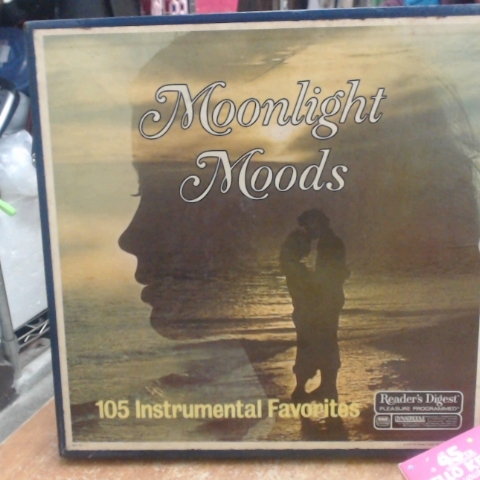 Moonlight
Moods
105 Instrumental Favorites
Reader's Digest
PLEASURE PROGRAMMED
45